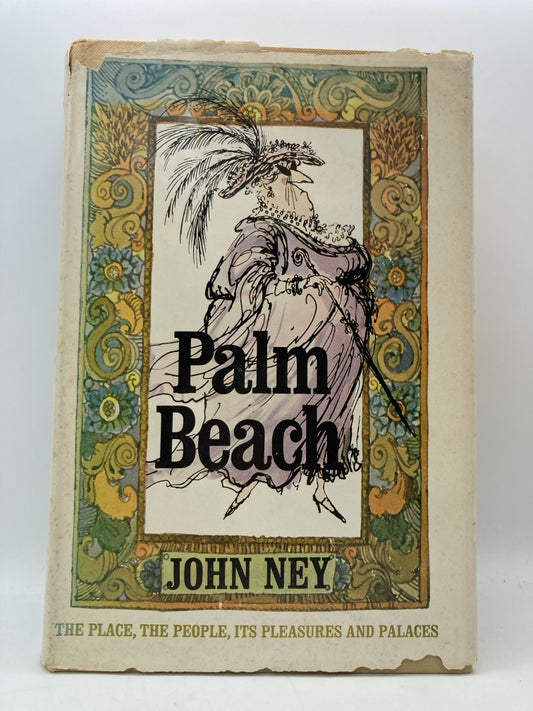 Palm
Beach
JOHN NEY
THE PLACE, THE PEOPLE, ITS PLEASURES AND PALACES